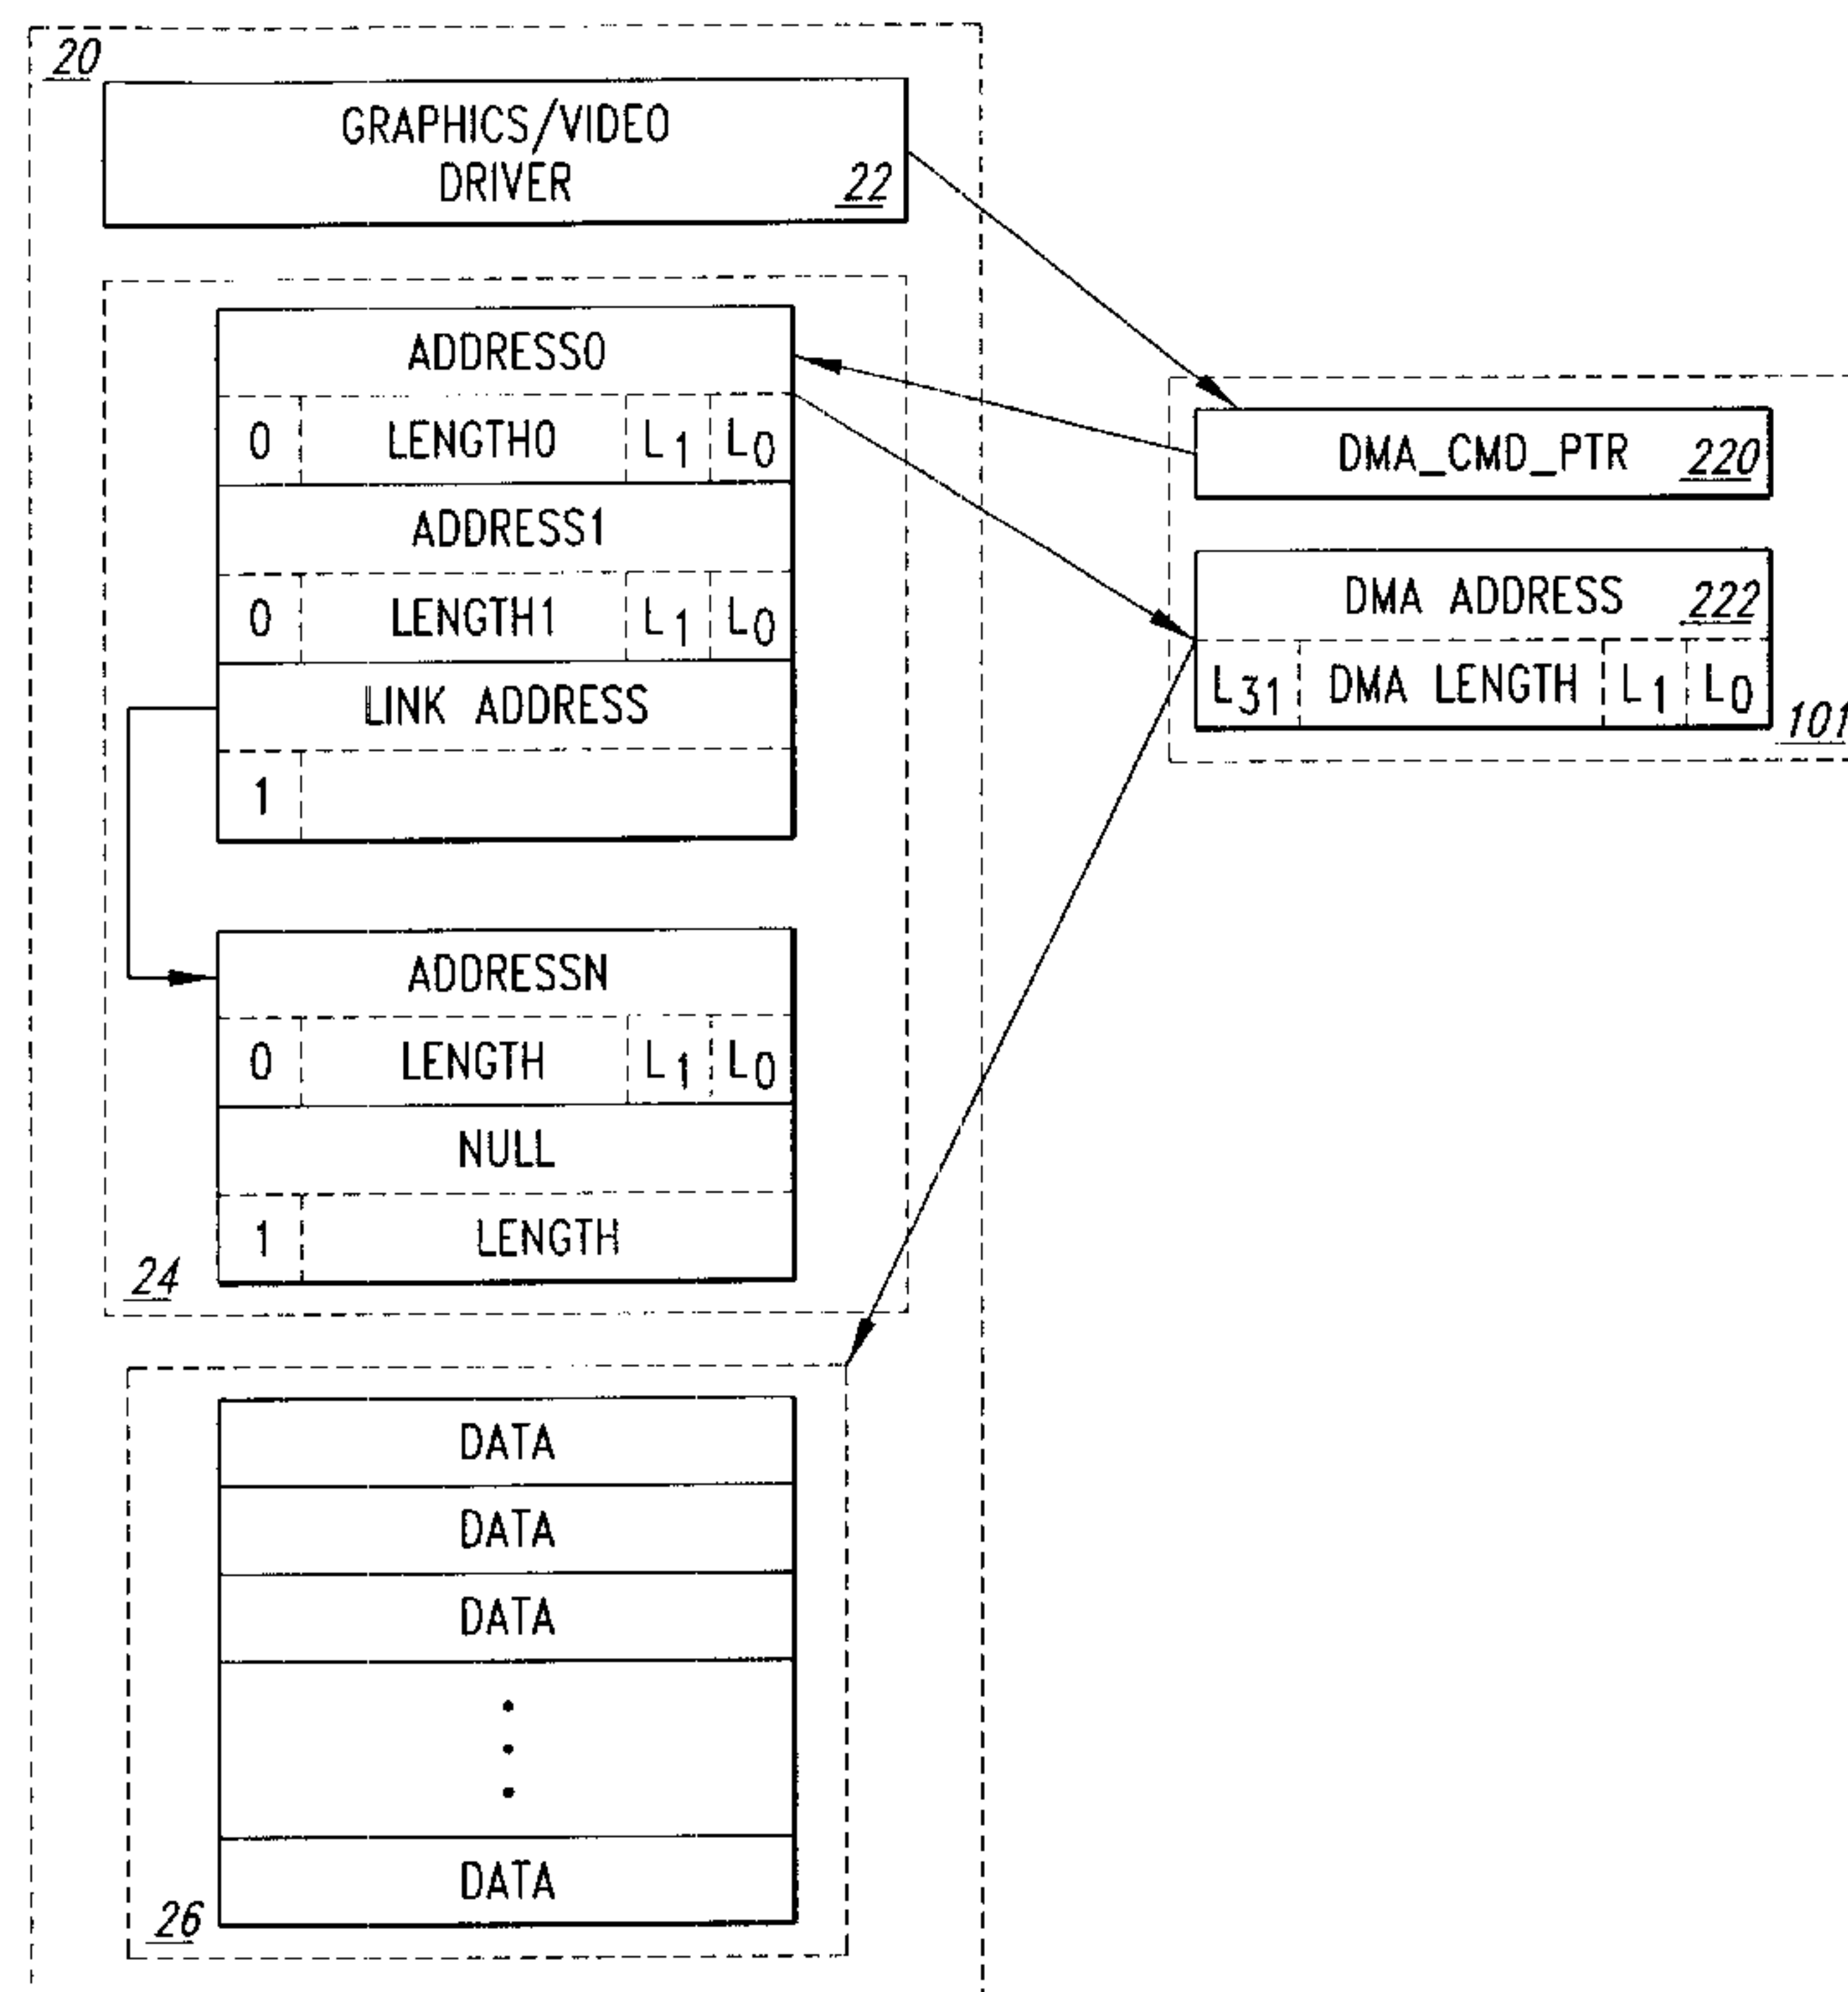 20
GRAPHICS/VIDEO
DRIVER
22
ADDRESS0
0 LENGTH0 L1 L0
ADDRESS1
0 LENGTH1 L1 L0
LINK ADDRESS
1
ADDRESSN
0 LENGTH L1 L0
NULL
1 LENGTH
24
DATA
DATA
DATA
DATA
26
DMA_CMD_PTR 220
DMA ADDRESS 222
L31 DMA LENGTH L1 L0
101